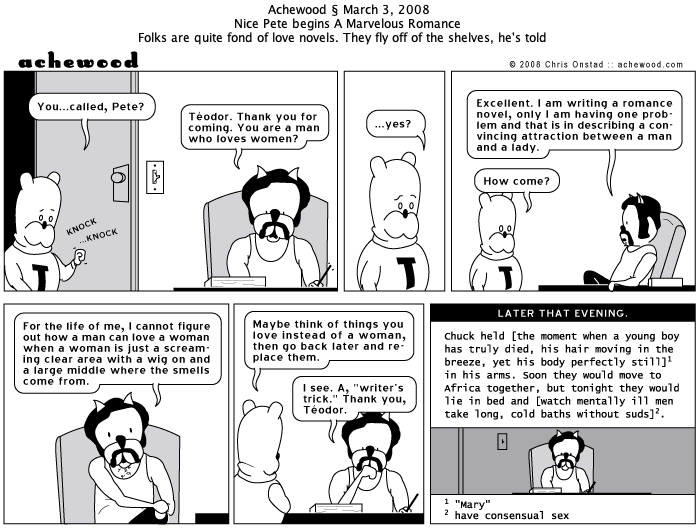 Achewood § March 3, 2008
Nice Pete begins A Marvelous Romance
Folks are quite fond of love novels. They fly off of the shelves, he's told
achewood
© 2008 Chris Onstad :: achewood.com
You...called, Pete?
KNOCK
...KNOCK
T
Téodor. Thank you for
coming. You are a man
who loves women?
...yes?
T
Excellent. I am writing a romance
novel, only I am having one prob-
lem and that is in describing a con-
vincing attraction between a man
and a lady.
How come?
T
For the life of me, I cannot figure
out how a man can love a woman
when a woman is just a scream-
ing clear area with a wig on and
a large middle where the smells
come from.
Maybe think of things you
love instead of a woman,
then go back later and re-
place them.
I see. A, "writer's
trick." Thank you,
Téodor.
LATER THAT EVENING.
Chuck held [the moment when a young boy
has truly died, his hair moving in the
breeze, yet his body perfectly still]¹
in his arms. Soon they would move to
Africa together, but tonight they would
lie in bed and [watch mentally ill men
take long, cold baths without suds]².
¹ "Mary"
² have consensual sex